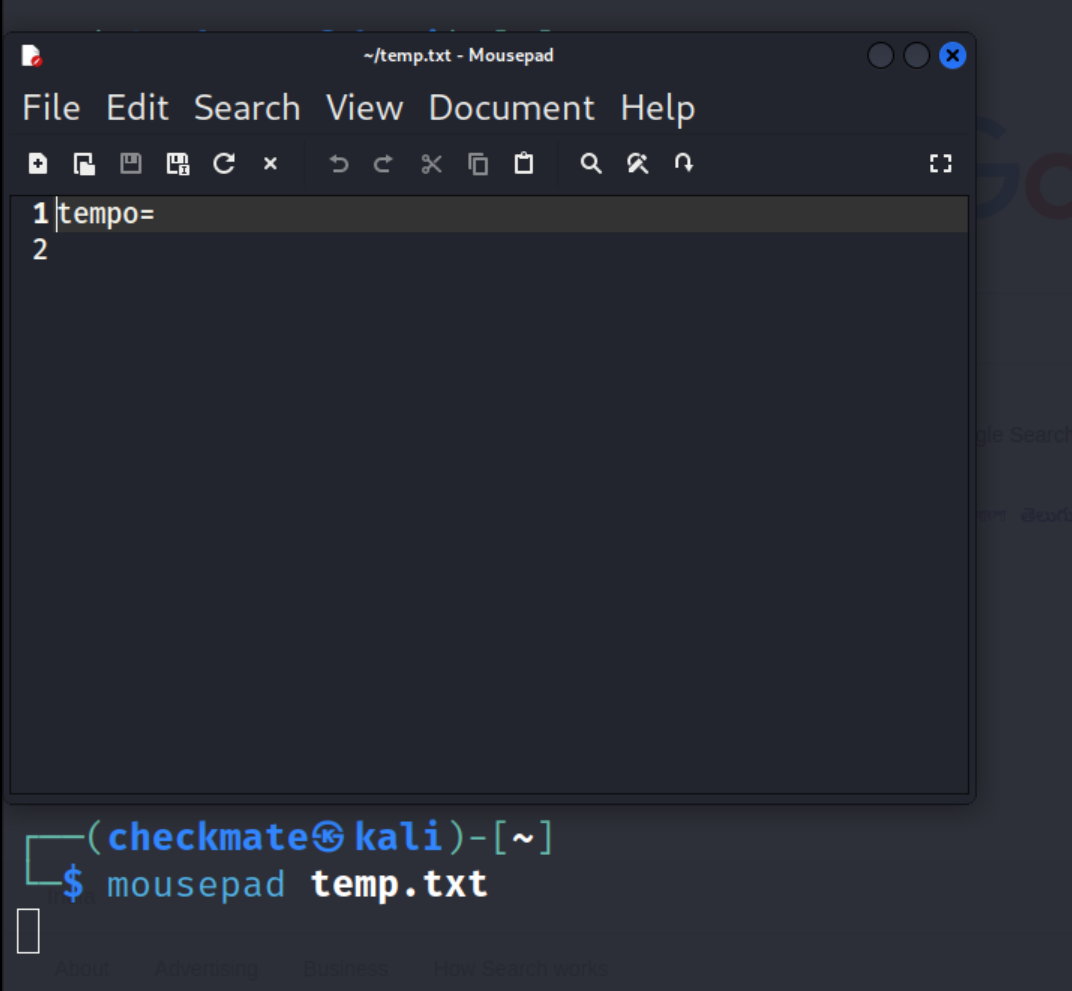 ~/temp.txt - Mousepad
File Edit Search View Document Help
1 tempo=
2
Go
gle Search
(checkmate㉿kali)-[~]
$ mousepad temp.txt
About Advertising Business How Search works